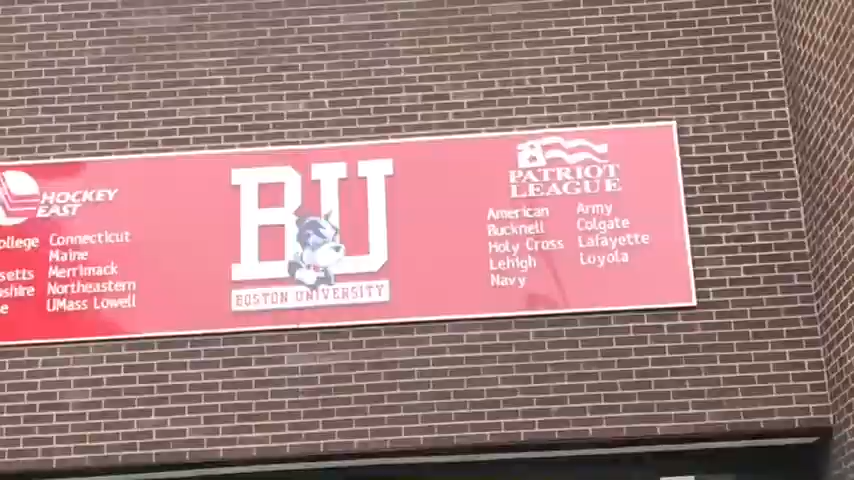 HOCKEY
EAST
ollege Connecticut
Maine
setts Merrimack
shire Northeastern
e UMass Lowell
BU
BOSTON UNIVERSITY
PATRIOT
LEAGUE
American Army
Bucknell Colgate
Holy Cross Lafayette
Lehigh Loyola
Navy